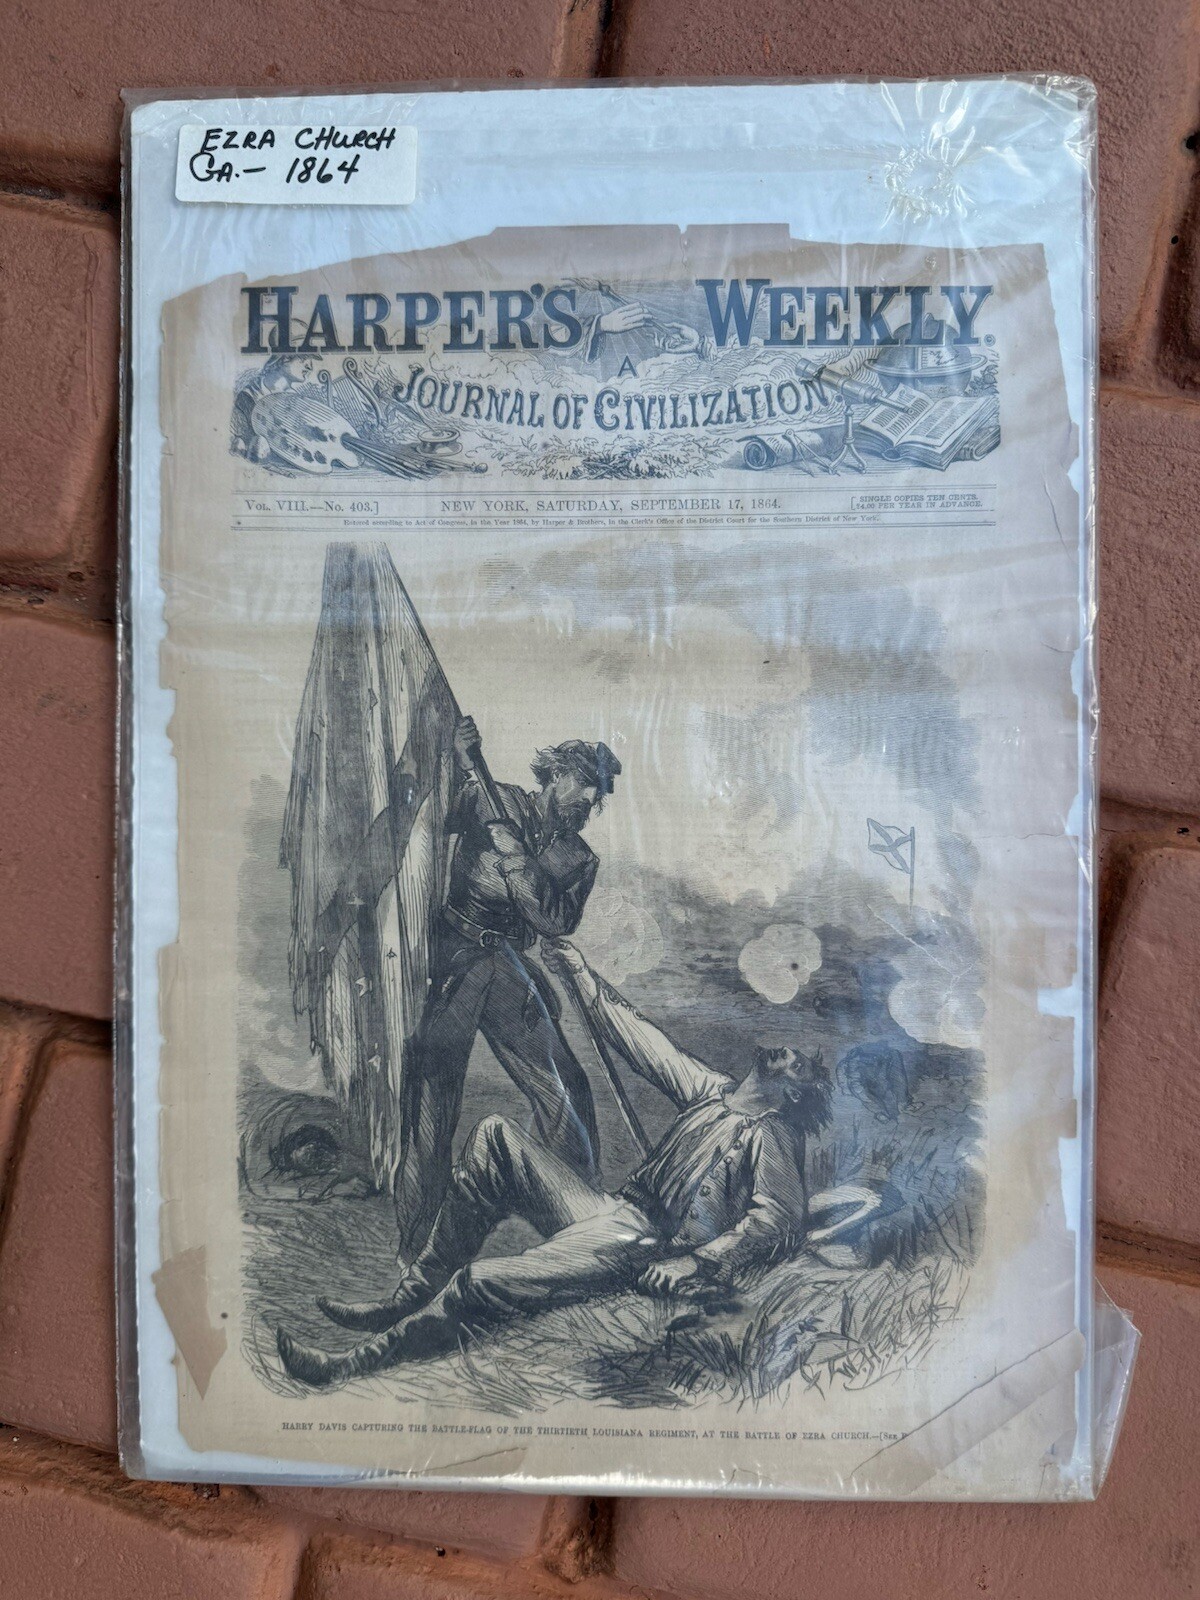 EZRA CHURCH
GA.– 1864
HARPER'S WEEKLY.
A
JOURNAL OF CIVILIZATION
VOL. VIII.—No. 403.] NEW YORK, SATURDAY, SEPTEMBER 17, 1864. [SINGLE COPIES TEN CENTS.
$4.00 PER YEAR IN ADVANCE.
Entered according to Act of Congress, in the Year 1864, by Harper & Brothers, in the Clerk's Office of the District Court for the Southern District of New York.
HARRY DAVIS CAPTURING THE BATTLE-FLAG OF THE THIRTIETH LOUISIANA REGIMENT, AT THE BATTLE OF EZRA CHURCH.—[SEE